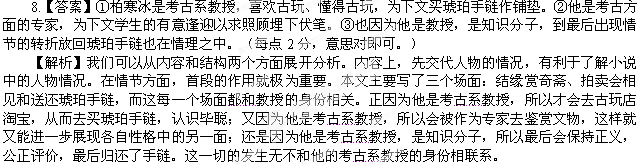 8.【答案】①柏寒冰是考古系教授，喜欢古玩、懂得古玩，为下文买琥珀手链作铺垫。②他是考古方
面的专家，为下文学生的有意逢迎以求照顾埋下伏笔。③也因为他是教授，是知识分子，到最后出现情
节的转折放回琥珀手链也在情理之中。（每点 2 分，意思对即可。）
【解析】我们可以从内容和结构两个方面展开分析。内容上，先交代人物的情况，有利于了解小说
中的人物情况。在情节方面，首段的作用就极为重要。本文主要写了三个场面：结缘赏奇斋、拍卖会相
见和送还琥珀手链，而这每一个场面都和教授的身份相关。正因为他是考古系教授，所以才会去古玩店
淘宝，从而去买琥珀手链，认识毕聪；又因为他是考古系教授，所以会被作为专家去鉴赏文物，这样就
又能进一步展现各自性格中的另一面；还是因为他是考古系教授，是知识分子，所以最后会保持正义，
公正评价，最后归还了手链。这一切的发生无不和他的考古系教授的身份相联系。